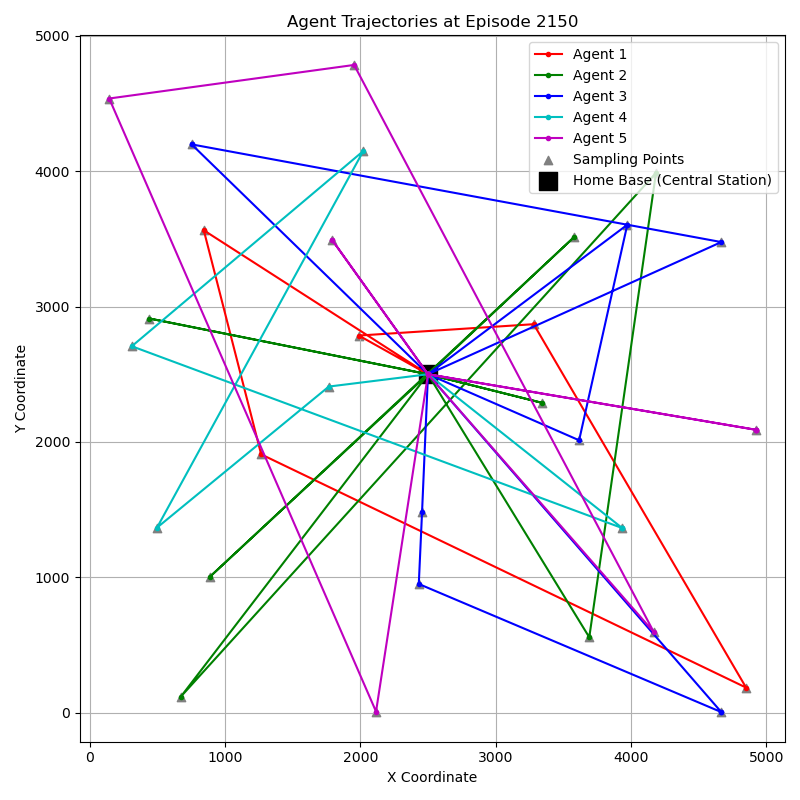 Agent Trajectories at Episode 2150
5000
4000
3000
2000
1000
0
Y Coordinate
Agent 1
Agent 2
Agent 3
Agent 4
Agent 5
Sampling Points
Home Base (Central Station)
0 1000 2000 3000 4000 5000
X Coordinate